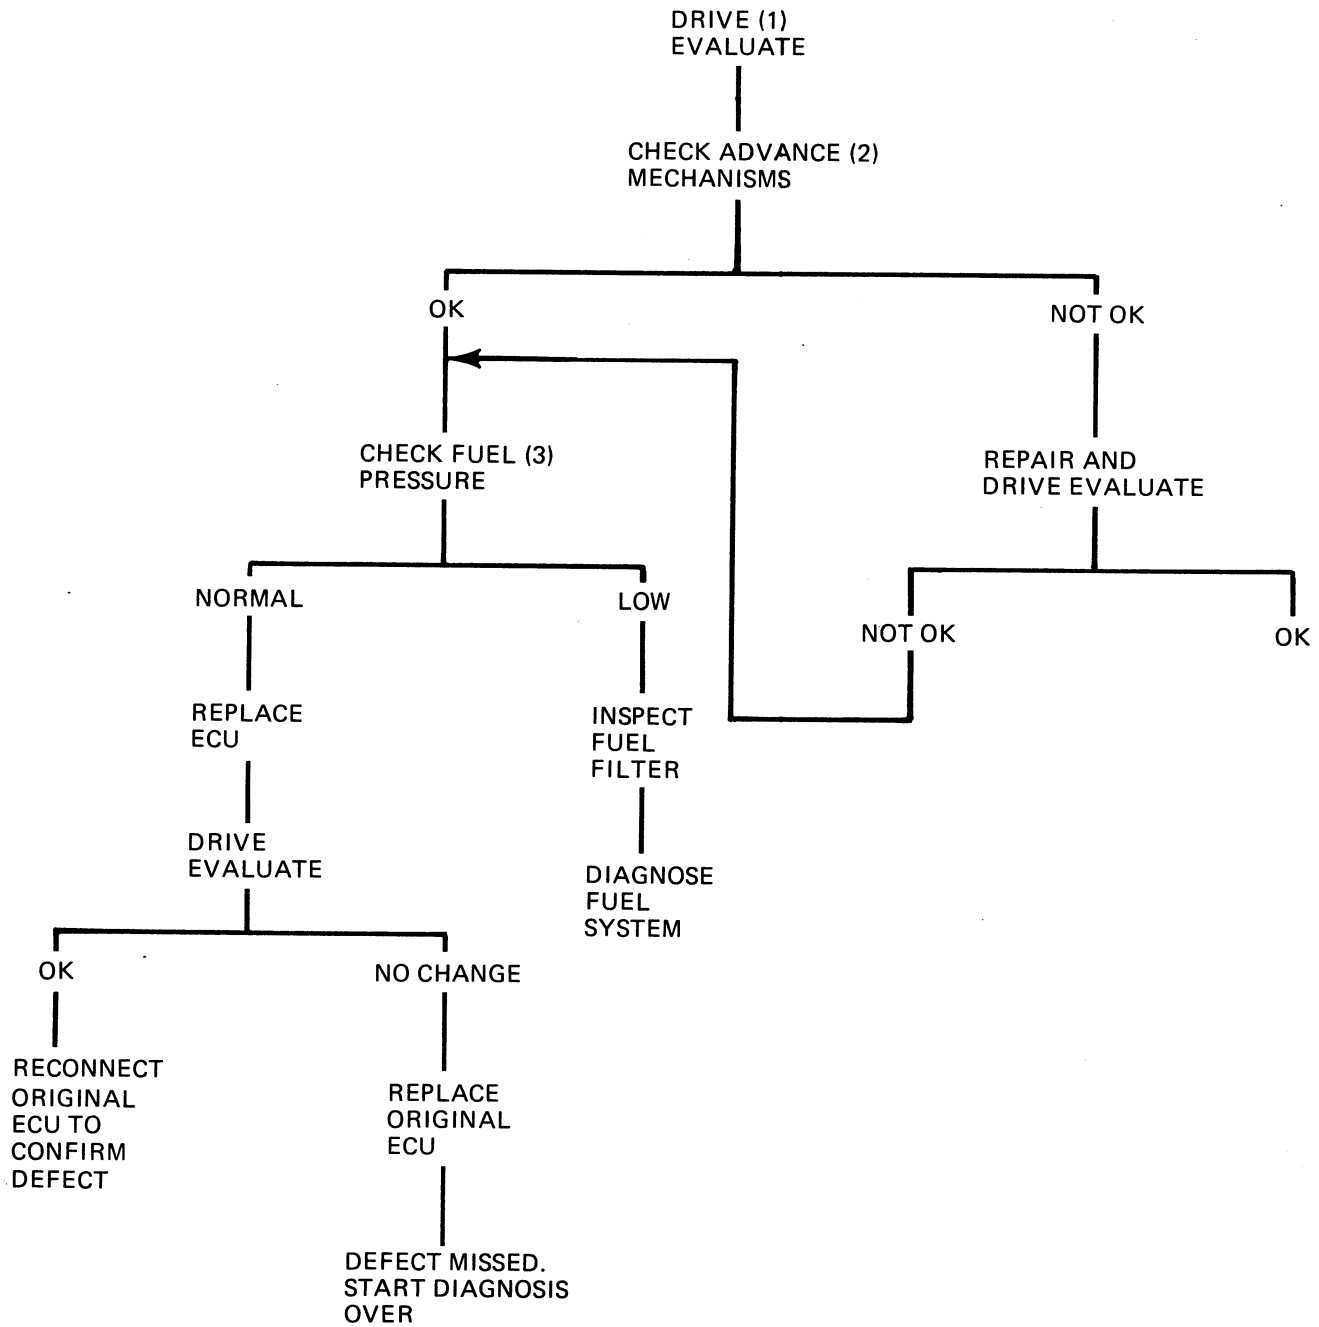 DRIVE (1)
EVALUATE
CHECK ADVANCE (2)
MECHANISMS
OK
NOT OK
CHECK FUEL (3)
PRESSURE
REPAIR AND
DRIVE EVALUATE
NORMAL
LOW
NOT OK
OK
REPLACE
ECU
INSPECT
FUEL
FILTER
DRIVE
EVALUATE
DIAGNOSE
FUEL
SYSTEM
OK
NO CHANGE
RECONNECT
ORIGINAL
ECU TO
CONFIRM
DEFECT
REPLACE
ORIGINAL
ECU
DEFECT MISSED.
START DIAGNOSIS
OVER